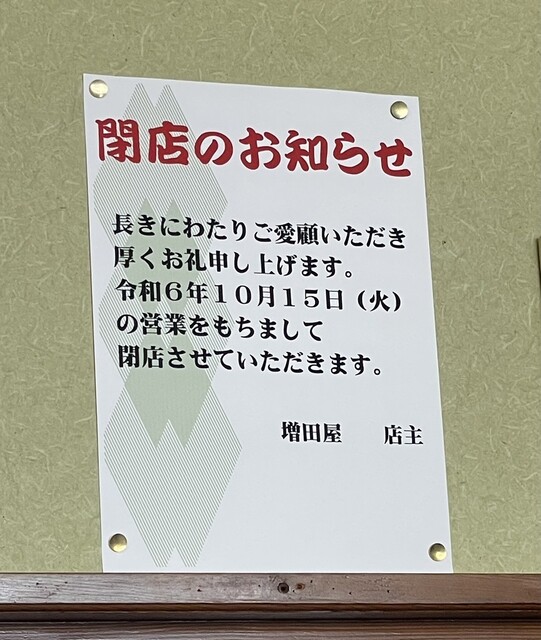 閉店のお知らせ
長きにわたりご愛顧いただき
厚くお礼申し上げます。
令和６年１０月１５日（火）
の営業をもちまして
閉店させていただきます。
増田屋　　店主